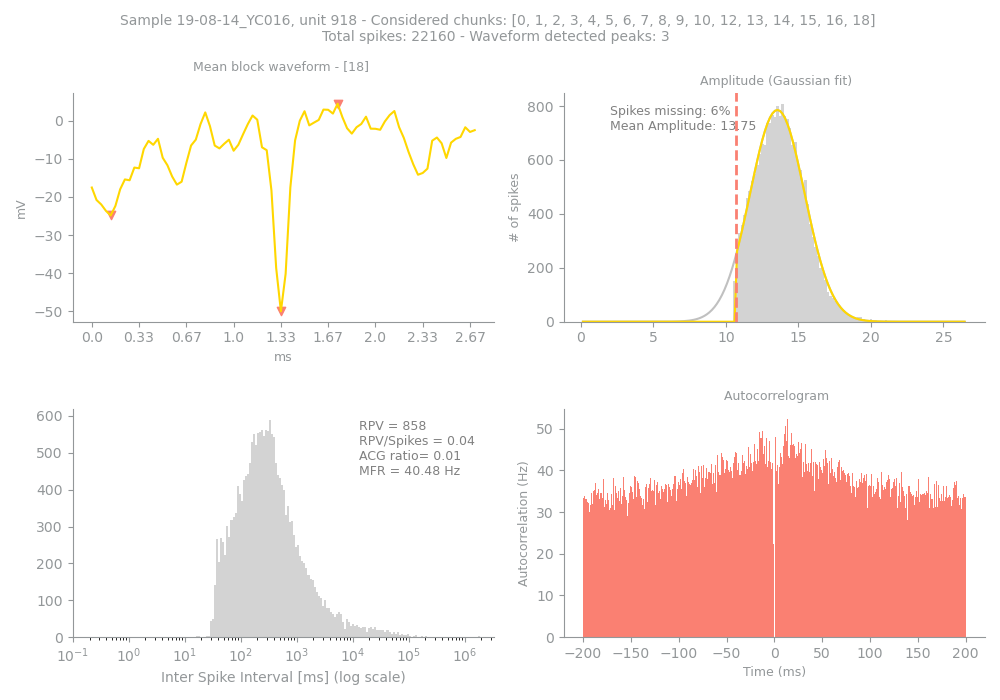 Sample 19-08-14_YC016, unit 918 - Considered chunks: [0, 1, 2, 3, 4, 5, 6, 7, 8, 9, 10, 12, 13, 14, 15, 16, 18]
Total spikes: 22160 - Waveform detected peaks: 3
Mean block waveform - [18]
mV
0
−10
−20
−30
−40
−50
0.0 0.33 0.67 1.0 1.33 1.67 2.0 2.33 2.67
ms
Amplitude (Gaussian fit)
Spikes missing: 6%
Mean Amplitude: 13.75
# of spikes
800
600
400
200
0
0 5 10 15 20 25
RPV = 858
RPV/Spikes = 0.04
ACG ratio= 0.01
MFR = 40.48 Hz
600
500
400
300
200
100
0
10⁻¹ 10⁰ 10¹ 10² 10³ 10⁴ 10⁵ 10⁶
Inter Spike Interval [ms] (log scale)
Autocorrelogram
Autocorrelation (Hz)
50
40
30
20
10
0
−200 −150 −100 −50 0 50 100 150 200
Time (ms)